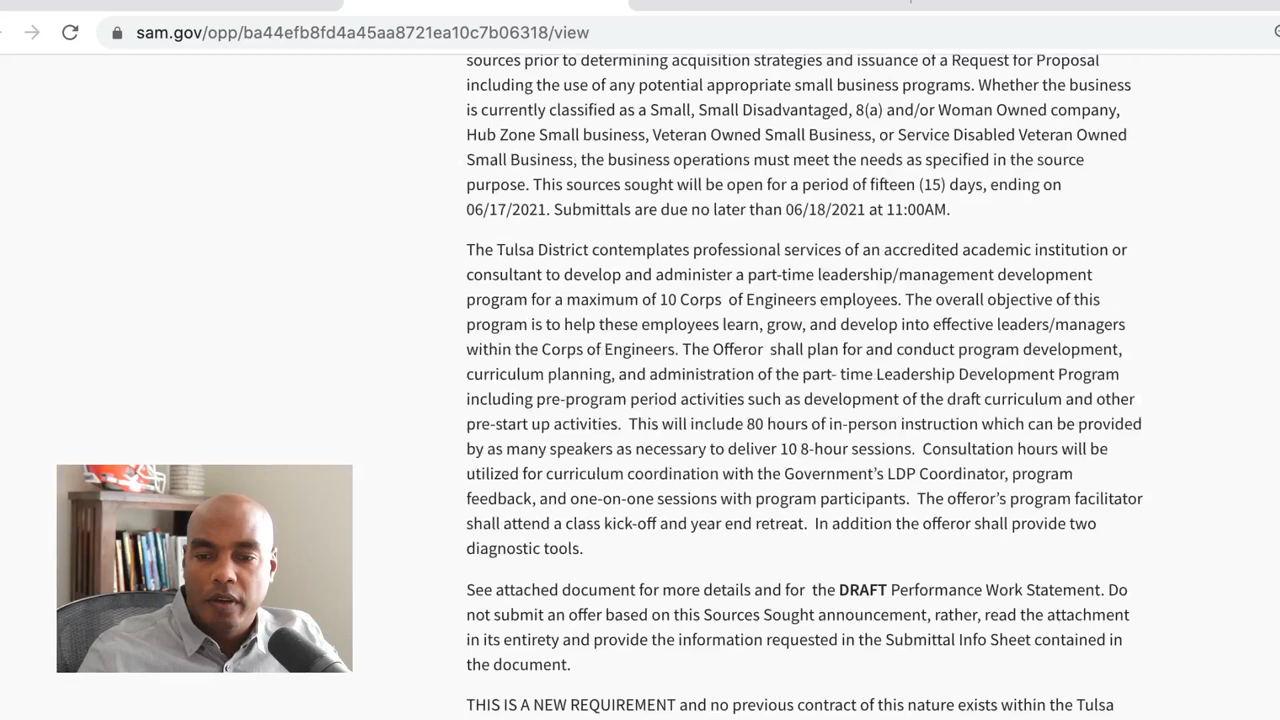 sam.gov/opp/ba44efb8fd4a45aa8721ea10c7b06318/view
sources prior to determining acquisition strategies and issuance of a Request for Proposal
including the use of any potential appropriate small business programs. Whether the business
is currently classified as a Small, Small Disadvantaged, 8(a) and/or Woman Owned company,
Hub Zone Small business, Veteran Owned Small Business, or Service Disabled Veteran Owned
Small Business, the business operations must meet the needs as specified in the source
purpose. This sources sought will be open for a period of fifteen (15) days, ending on
06/17/2021. Submittals are due no later than 06/18/2021 at 11:00AM.
The Tulsa District contemplates professional services of an accredited academic institution or
consultant to develop and administer a part-time leadership/management development
program for a maximum of 10 Corps of Engineers employees. The overall objective of this
program is to help these employees learn, grow, and develop into effective leaders/managers
within the Corps of Engineers. The Offeror shall plan for and conduct program development,
curriculum planning, and administration of the part- time Leadership Development Program
including pre-program period activities such as development of the draft curriculum and other
pre-start up activities. This will include 80 hours of in-person instruction which can be provided
by as many speakers as necessary to deliver 10 8-hour sessions. Consultation hours will be
utilized for curriculum coordination with the Government’s LDP Coordinator, program
feedback, and one-on-one sessions with program participants. The offeror’s program facilitator
shall attend a class kick-off and year end retreat. In addition the offeror shall provide two
diagnostic tools.
See attached document for more details and for the DRAFT Performance Work Statement. Do
not submit an offer based on this Sources Sought announcement, rather, read the attachment
in its entirety and provide the information requested in the Submittal Info Sheet contained in
the document.
THIS IS A NEW REQUIREMENT and no previous contract of this nature exists within the Tulsa